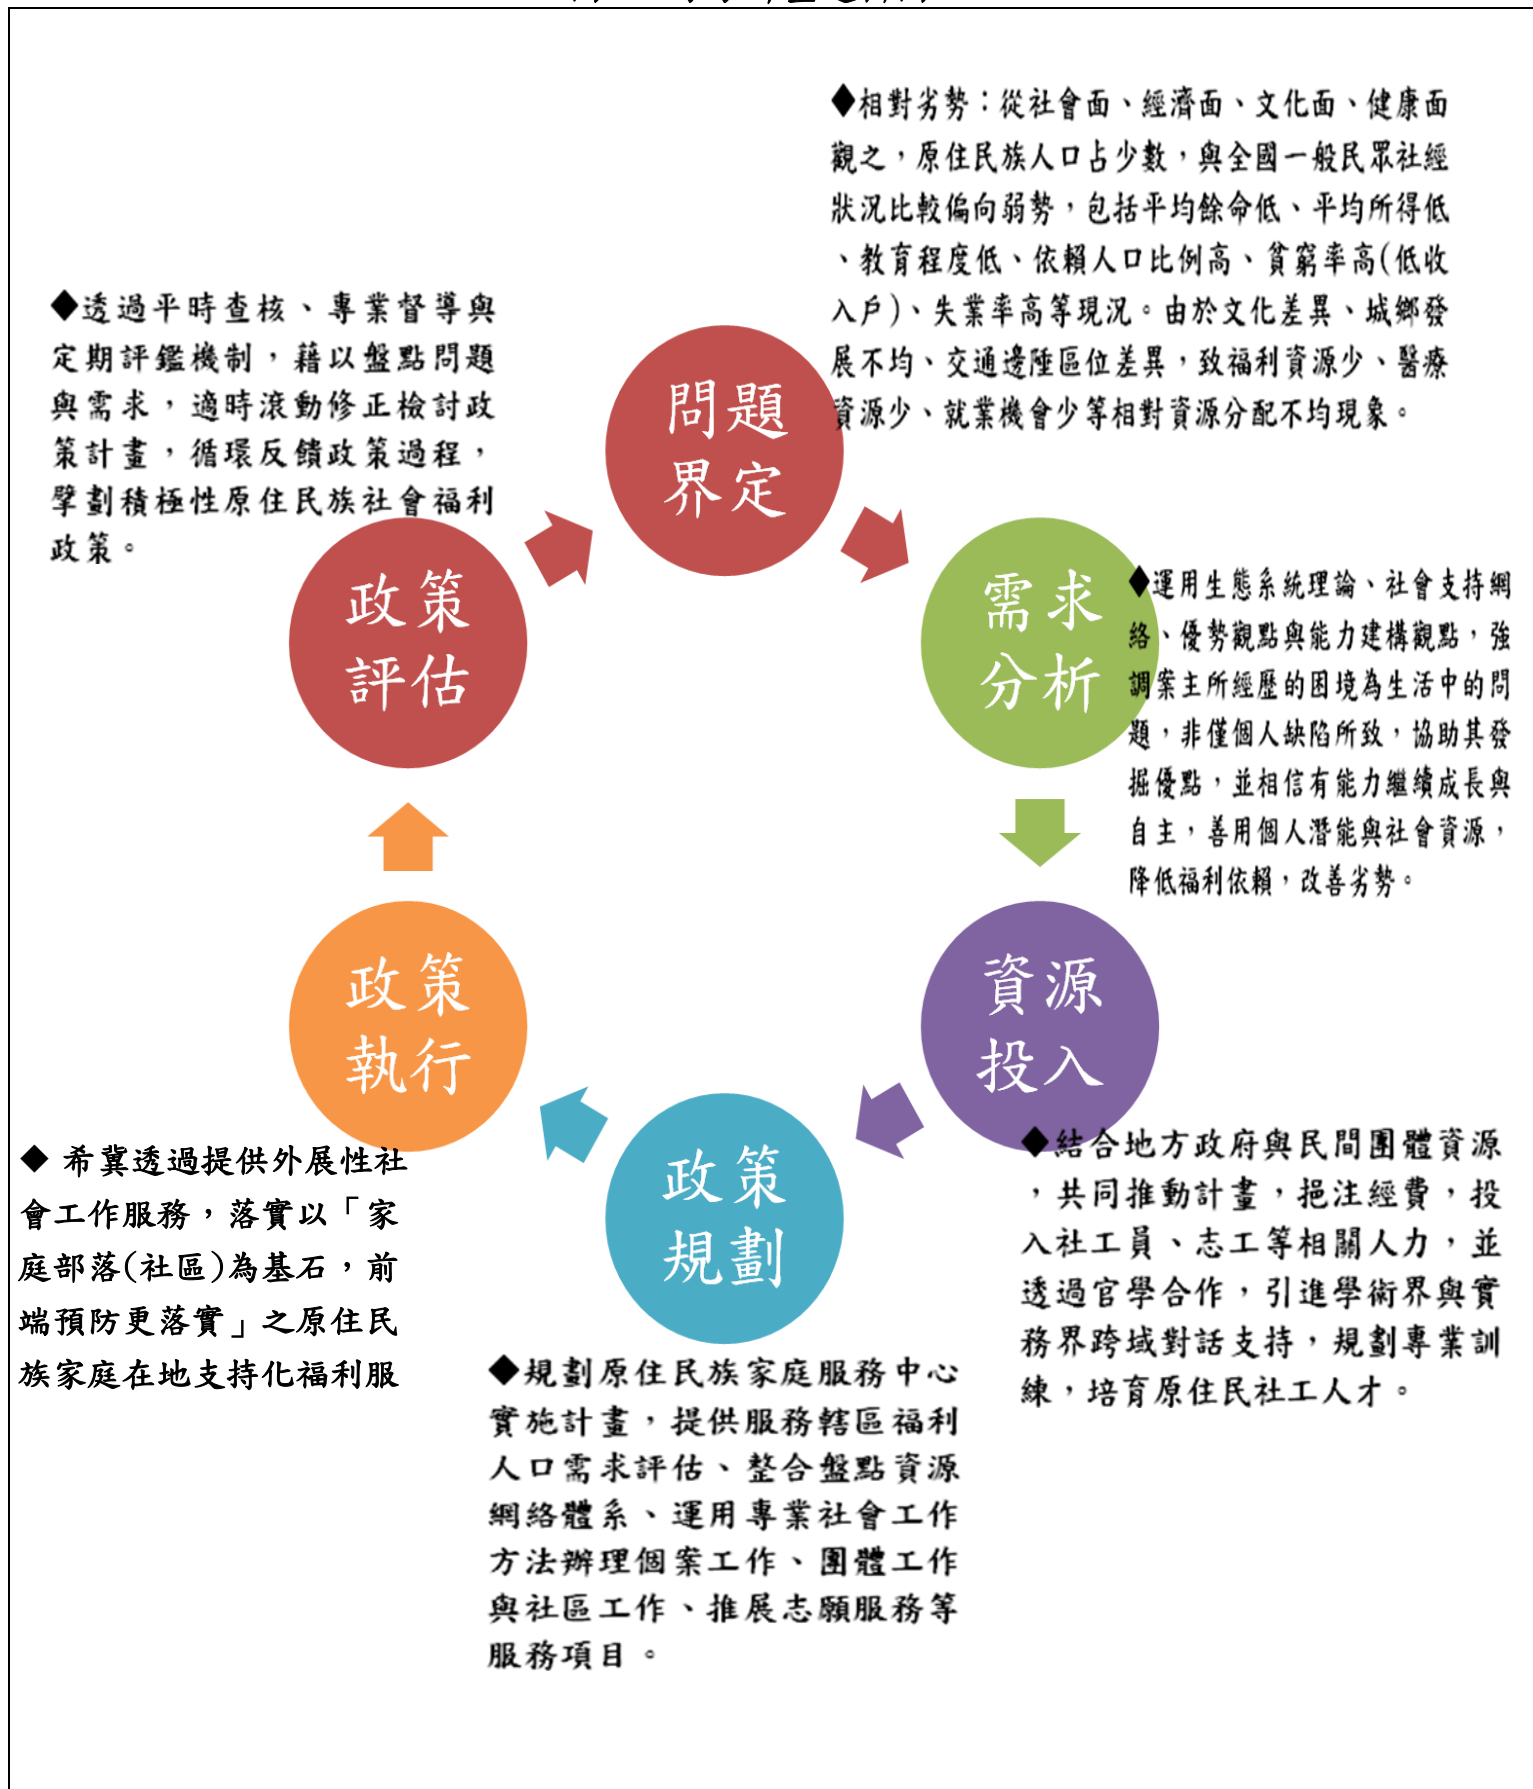 ◆相對劣勢：從社會面、經濟面、文化面、健康面
觀之，原住民族人口占少數，與全國一般民眾社經
狀況比較偏向弱勢，包括平均餘命低、平均所得低
、教育程度低、依賴人口比例高、貧窮率高(低收
入戶)、失業率高等現況。由於文化差異、城鄉發
展不均、交通邊陲區位差異，致福利資源少、醫療
資源少、就業機會少等相對資源分配不均現象。
◆透過平時查核、專業督導與
定期評鑑機制，藉以盤點問題
與需求，適時滾動修正檢討政
策計畫，循環反饋政策過程，
擘劃積極性原住民族社會福利
政策。
問題
界定
政策
評估
需求
分析
◆運用生態系統理論、社會支持網
絡、優勢觀點與能力建構觀點，強
調案主所經歷的困境為生活中的問
題，非僅個人缺陷所致，協助其發
掘優點，並相信有能力繼續成長與
自主，善用個人潛能與社會資源，
降低福利依賴，改善劣勢。
政策
執行
資源
投入
政策
規劃
◆結合地方政府與民間團體資源
，共同推動計畫，挹注經費，投
入社工員、志工等相關人力，並
透過官學合作，引進學術界與實
務界跨域對話支持，規劃專業訓
練，培育原住民社工人才。
◆ 希冀透過提供外展性社
會工作服務，落實以「家
庭部落(社區)為基石，前
端預防更落實」之原住民
族家庭在地支持化福利服
◆規劃原住民族家庭服務中心
實施計畫，提供服務轄區福利
人口需求評估、整合盤點資源
網絡體系、運用專業社會工作
方法辦理個案工作、團體工作
與社區工作、推展志願服務等
服務項目。